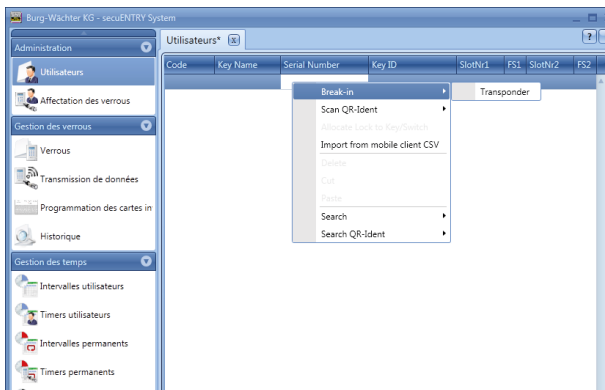 Burg-Wächter KG - secuENTRY System
Administration
Utilisateurs
Affectation des verrous
Gestion des verrous
Verrous
Transmission de données
Programmation des cartes in
Historique
Gestion des temps
Intervalles utilisateurs
Timers utilisateurs
Intervalles permanents
Timers permanents
Utilisateurs* x
?
Code Key Name Serial Number Key ID SlotNr1 FS1 SlotNr2 FS2
Break-in
Transponder
Scan QR-Ident
Allocate Lock to Key/Switch
Import from mobile client CSV
Delete
Cut
Paste
Search
Search QR-Ident